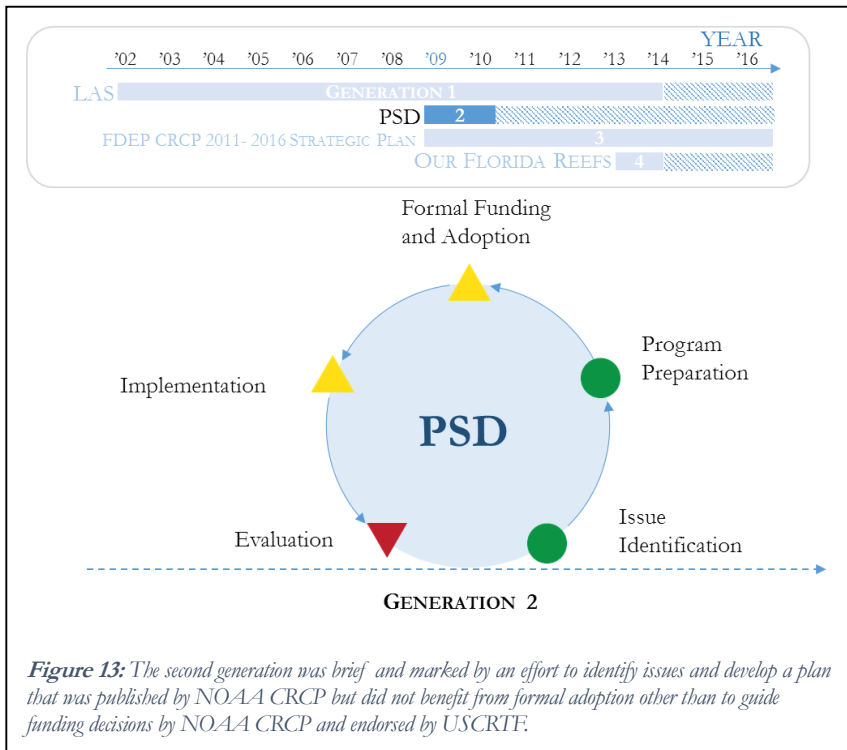 YEAR
’02 ’03 ’04 ’05 ’06 ’07 ’08 ’09 ’10 ’11 ’12 ’13 ’14 ’15 ’16
LAS GENERATION 1
PSD 2
FDEP CRCP 2011- 2016 STRATEGIC PLAN 3
OUR FLORIDA REEFS 4
Formal Funding
and Adoption
Program
Preparation
Implementation
PSD
Evaluation
Issue
Identification
GENERATION 2
Figure 13: The second generation was brief and marked by an effort to identify issues and develop a plan
that was published by NOAA CRCP but did not benefit from formal adoption other than to guide
funding decisions by NOAA CRCP and endorsed by USCRTF.